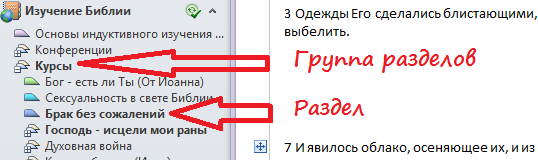 Изучение Библии
Основы индуктивного изучения ...
Конференции
Курсы
Бог - есть ли Ты (От Иоанна)
Сексуальность в свете Библии
Брак без сожалений
Господь - исцели мои раны
Духовная война
3 Одежды Его сделались блистающими,
выбелить.
Группа разделов
Раздел
7 И явилось облако, осеняющее их, и из